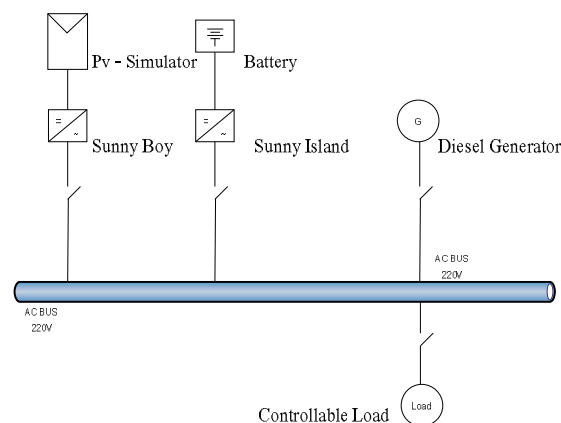 Pv - Simulator
Battery
=
~
Sunny Boy
=
~
Sunny Island
G
Diesel Generator
AC BUS
220V
AC BUS
220V
Load
Controllable Load